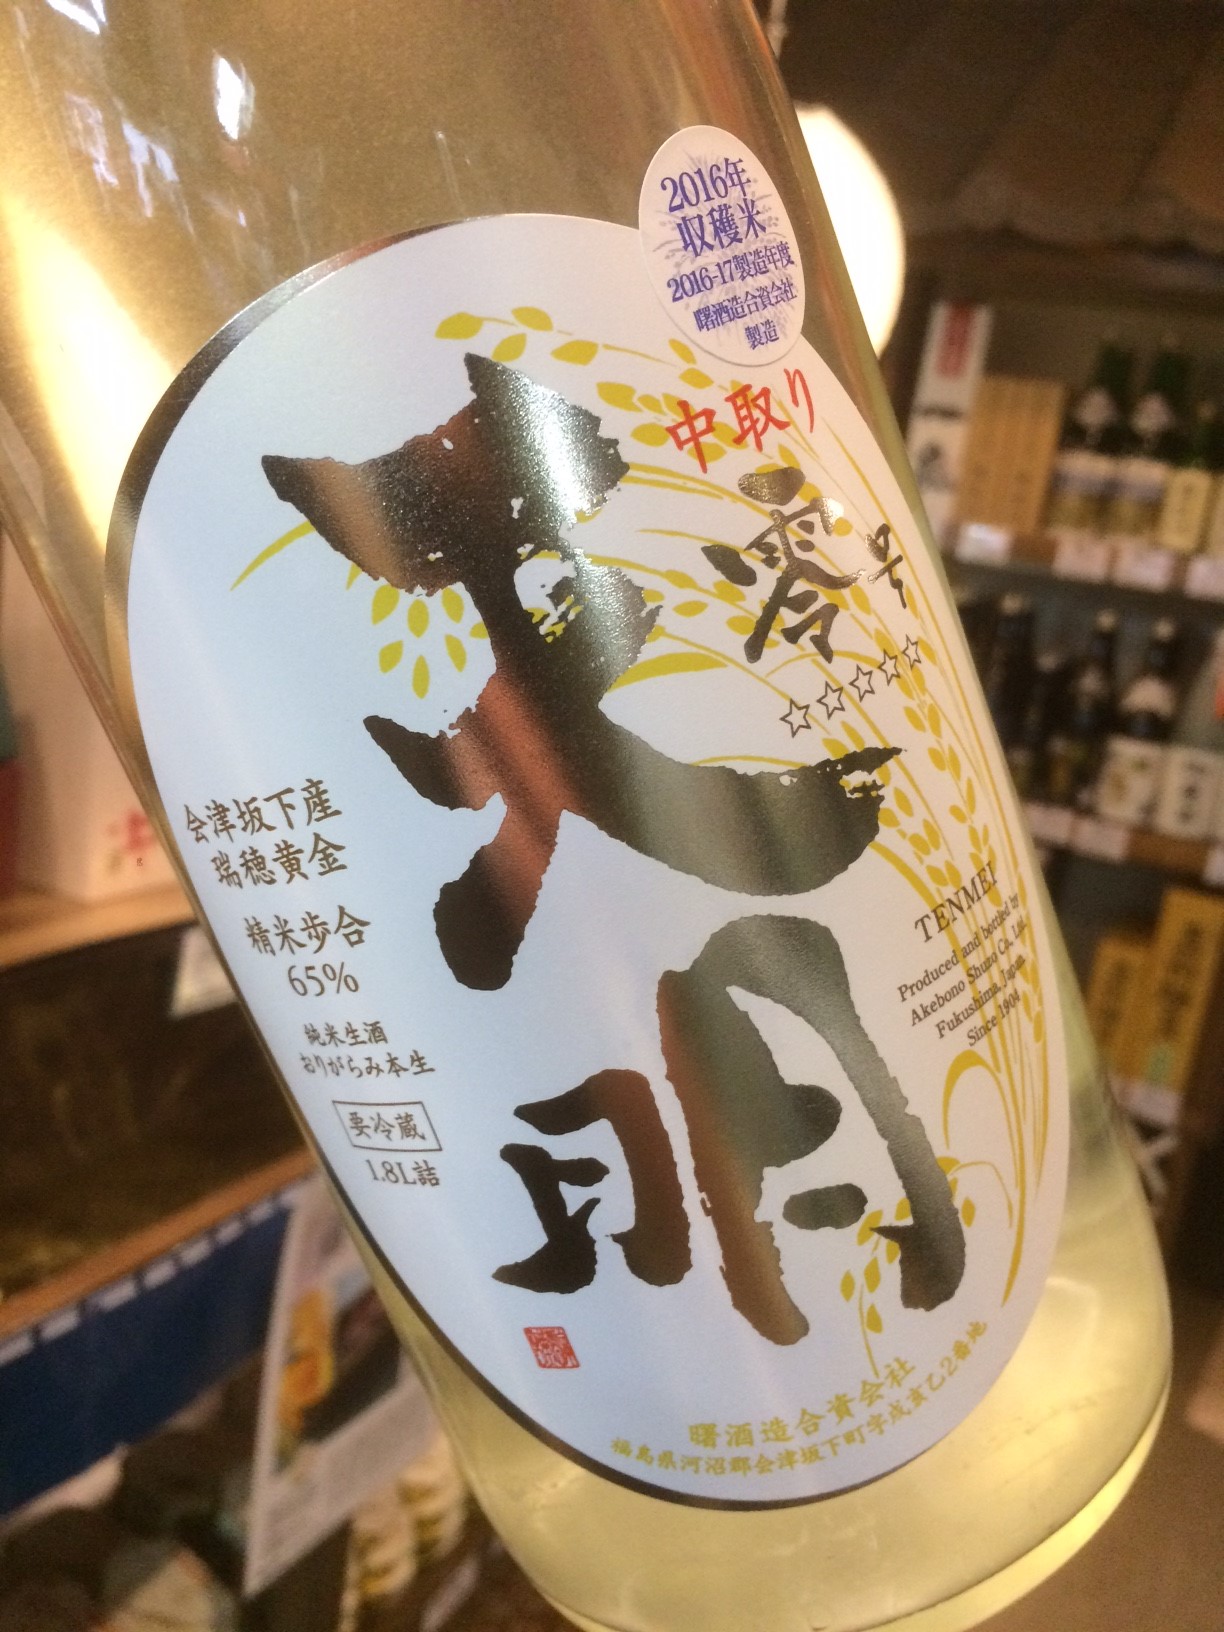 2016年
収穫米
2016-17製造年度
曙酒造合資会社
製造
中取り
零号
☆☆☆☆☆
天明
会津坂下産
瑞穂黄金
精米歩合
65%
純米生酒
おりがらみ本生
要冷蔵
1.8L詰
TENMEI
Produced and bottled by
Akebono Shuzo Co., Ltd.
Fukushima, Japan
Since 1904
曙酒造合資会社
福島県河沼郡会津坂下町字戌亥乙2番地